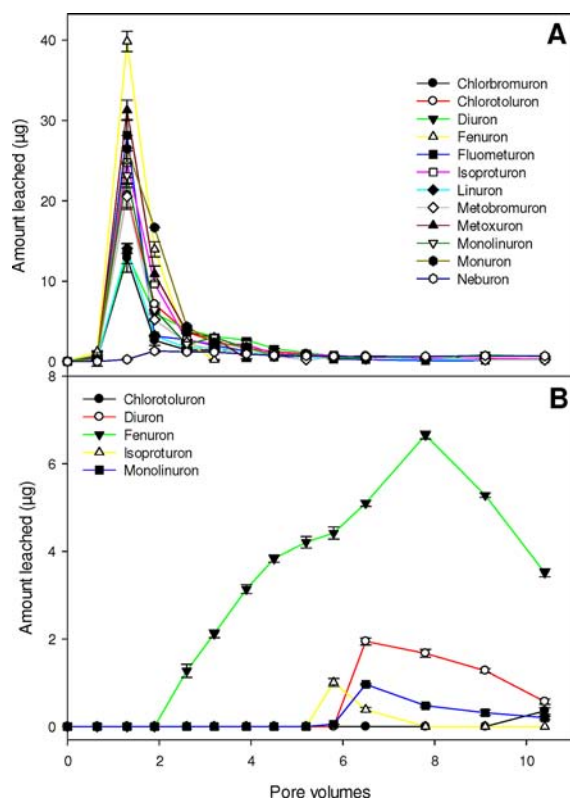 A
40
30
20
10
0
Amount leached (µg)
Chlorbromuron
Chlorotoluron
Diuron
Fenuron
Fluometuron
Isoproturon
Linuron
Metobromuron
Metoxuron
Monolinuron
Monuron
Neburon
B
8
6
4
2
0
Amount leached (µg)
Chlorotoluron
Diuron
Fenuron
Isoproturon
Monolinuron
0 2 4 6 8 10
Pore volumes